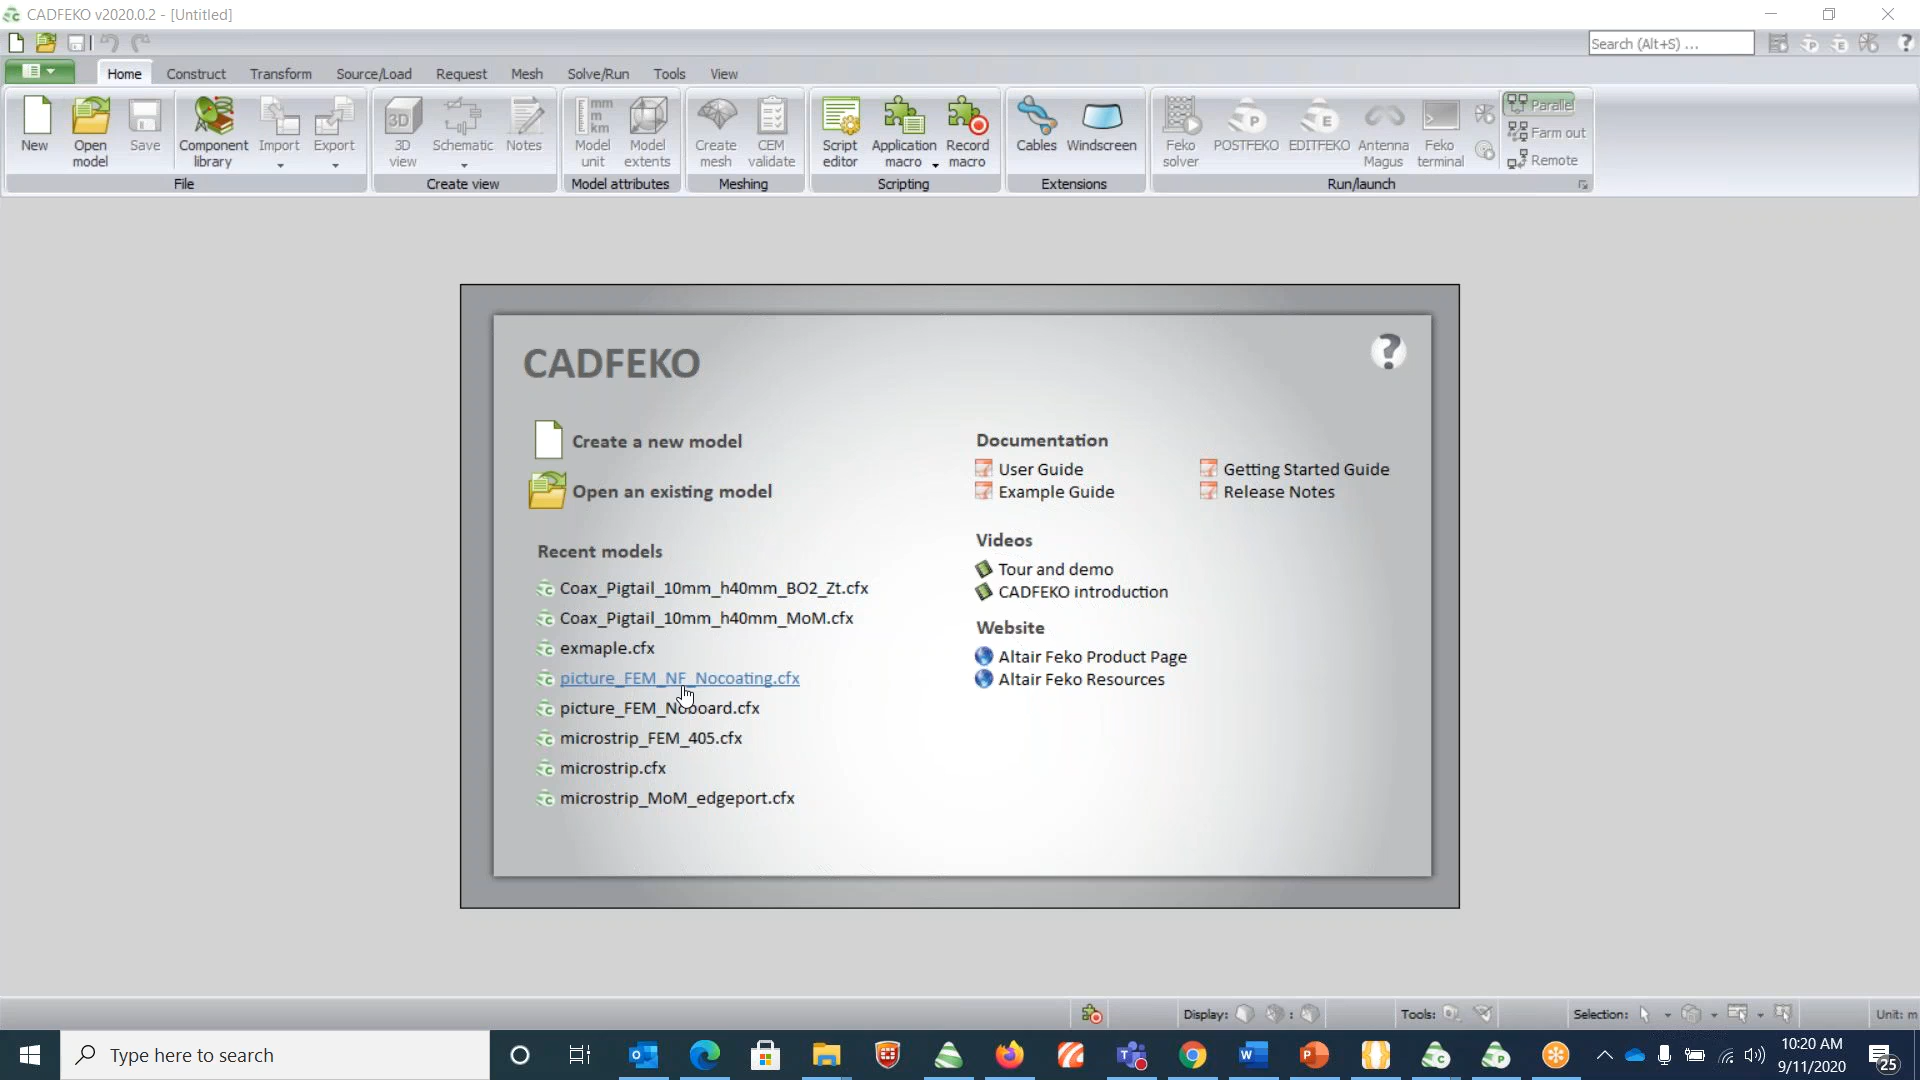 CADFEKO v2020.0.2 - [Untitled]
Search (Alt+S) ...
Home Construct Transform Source/Load Request Mesh Solve/Run Tools View
New Open model Save Component library Import Export
3D view Schematic Notes
Model unit Model extents
Create mesh CEM validate
Script editor Application macro Record macro
Cables Windscreen
Feko solver POSTFEKO EDITFEKO Antenna Magus Feko terminal
Parallel
Farm out
Remote
File Create view Model attributes Meshing Scripting Extensions Run/launch
CADFEKO
Create a new model
Open an existing model
Recent models
Coax_Pigtail_10mm_h40mm_BO2_Zt.cfx
Coax_Pigtail_10mm_h40mm_MoM.cfx
exmaple.cfx
picture_FEM_NF_Nocoating.cfx
picture_FEM_Noboard.cfx
microstrip_FEM_405.cfx
microstrip.cfx
microstrip_MoM_edgeport.cfx
Documentation
User Guide Getting Started Guide
Example Guide Release Notes
Videos
Tour and demo
CADFEKO introduction
Website
Altair Feko Product Page
Altair Feko Resources
Display: : Tools: Selection: Unit: m
Type here to search
10:20 AM
9/11/2020
25